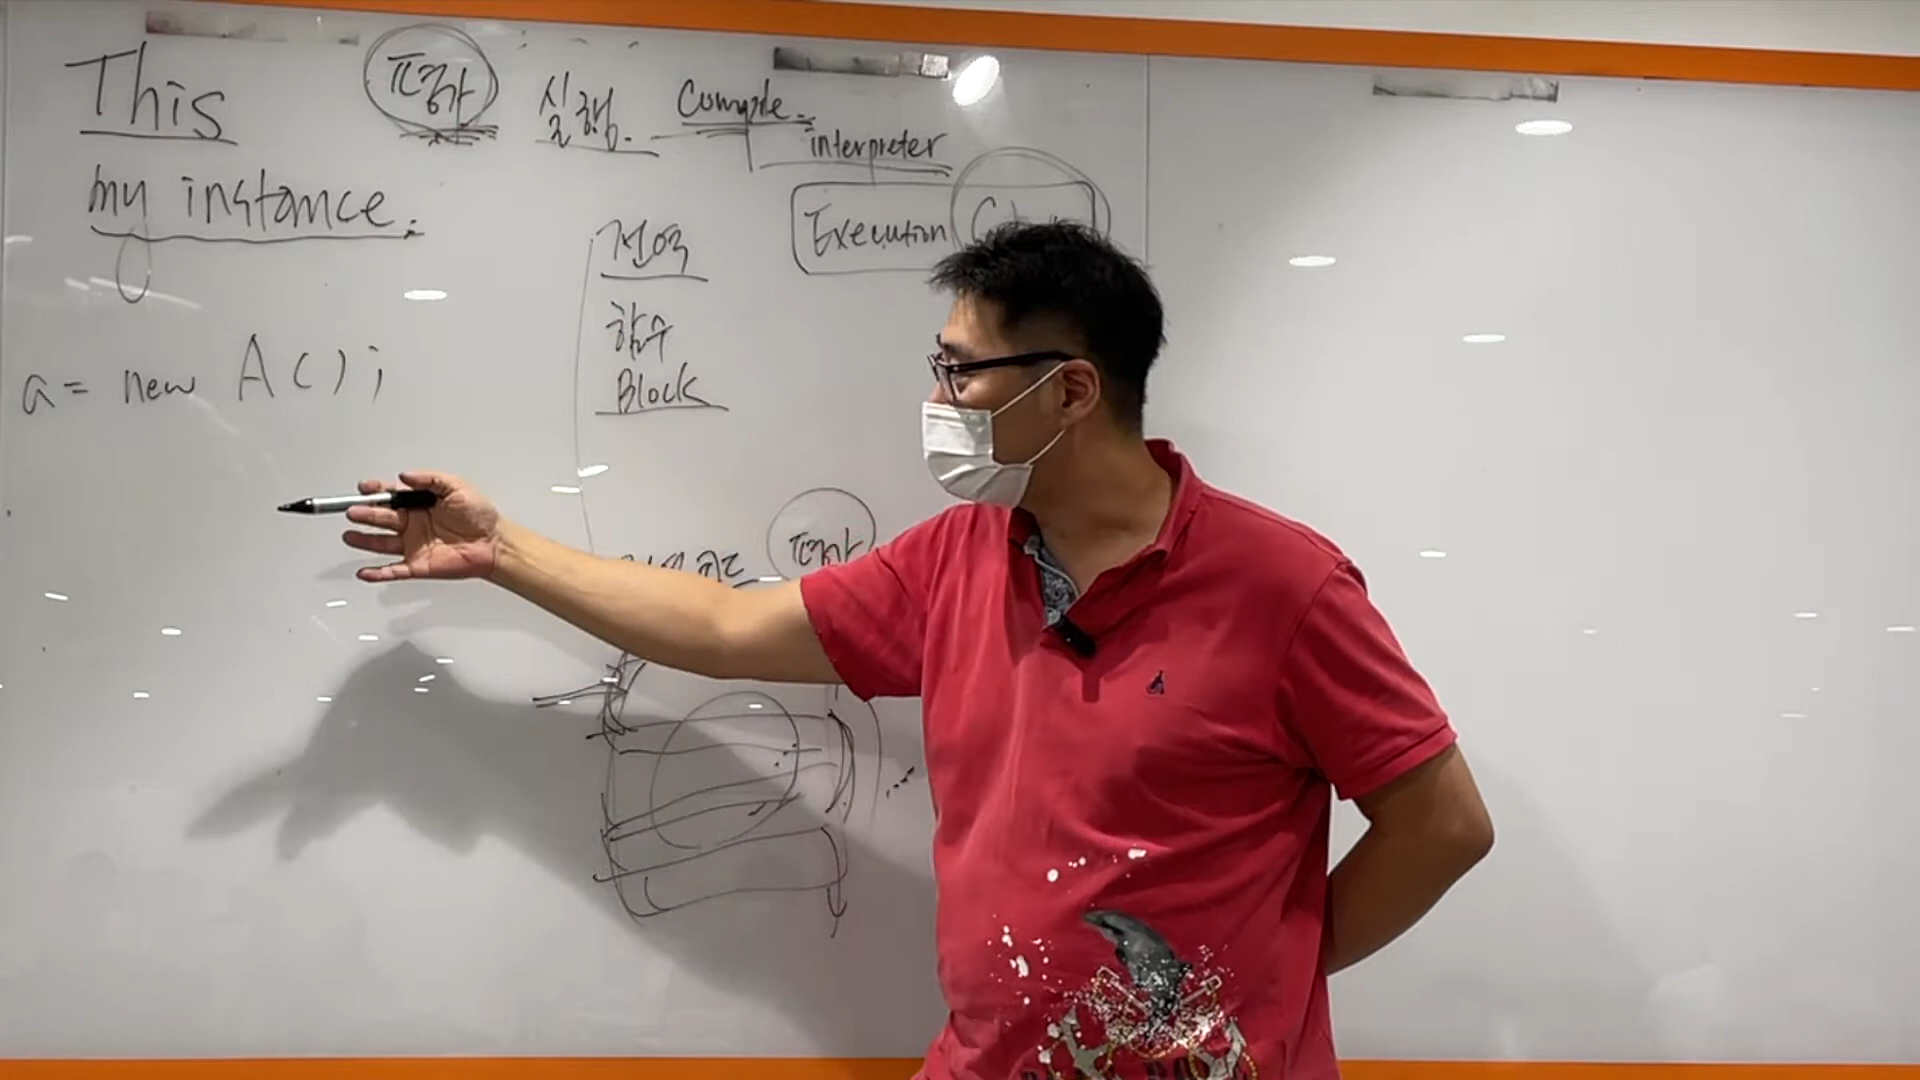 This
my instance.
a = new A();
평가 실행. Compile.
interpreter
Execution
전역
함수
Block
평가